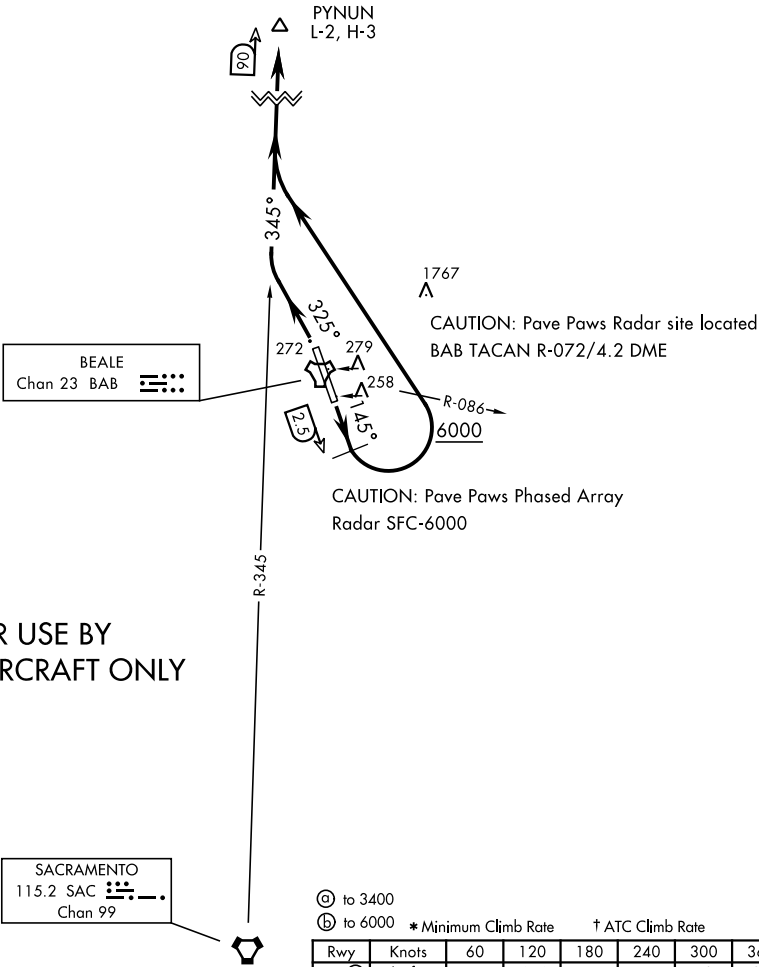 PYNUN
L-2, H-3
90
345°
1767
CAUTION: Pave Paws Radar site located
BAB TACAN R-072/4.2 DME
325°
272
279
258
BEALE
Chan 23 BAB
R-086
145°
2.5
6000
CAUTION: Pave Paws Phased Array
Radar SFC-6000
R-345
R USE BY
RCRAFT ONLY
SACRAMENTO
115.2 SAC
Chan 99
ⓐ to 3400
ⓑ to 6000 * Minimum Climb Rate † ATC Climb Rate
Rwy Knots 60 120 180 240 300